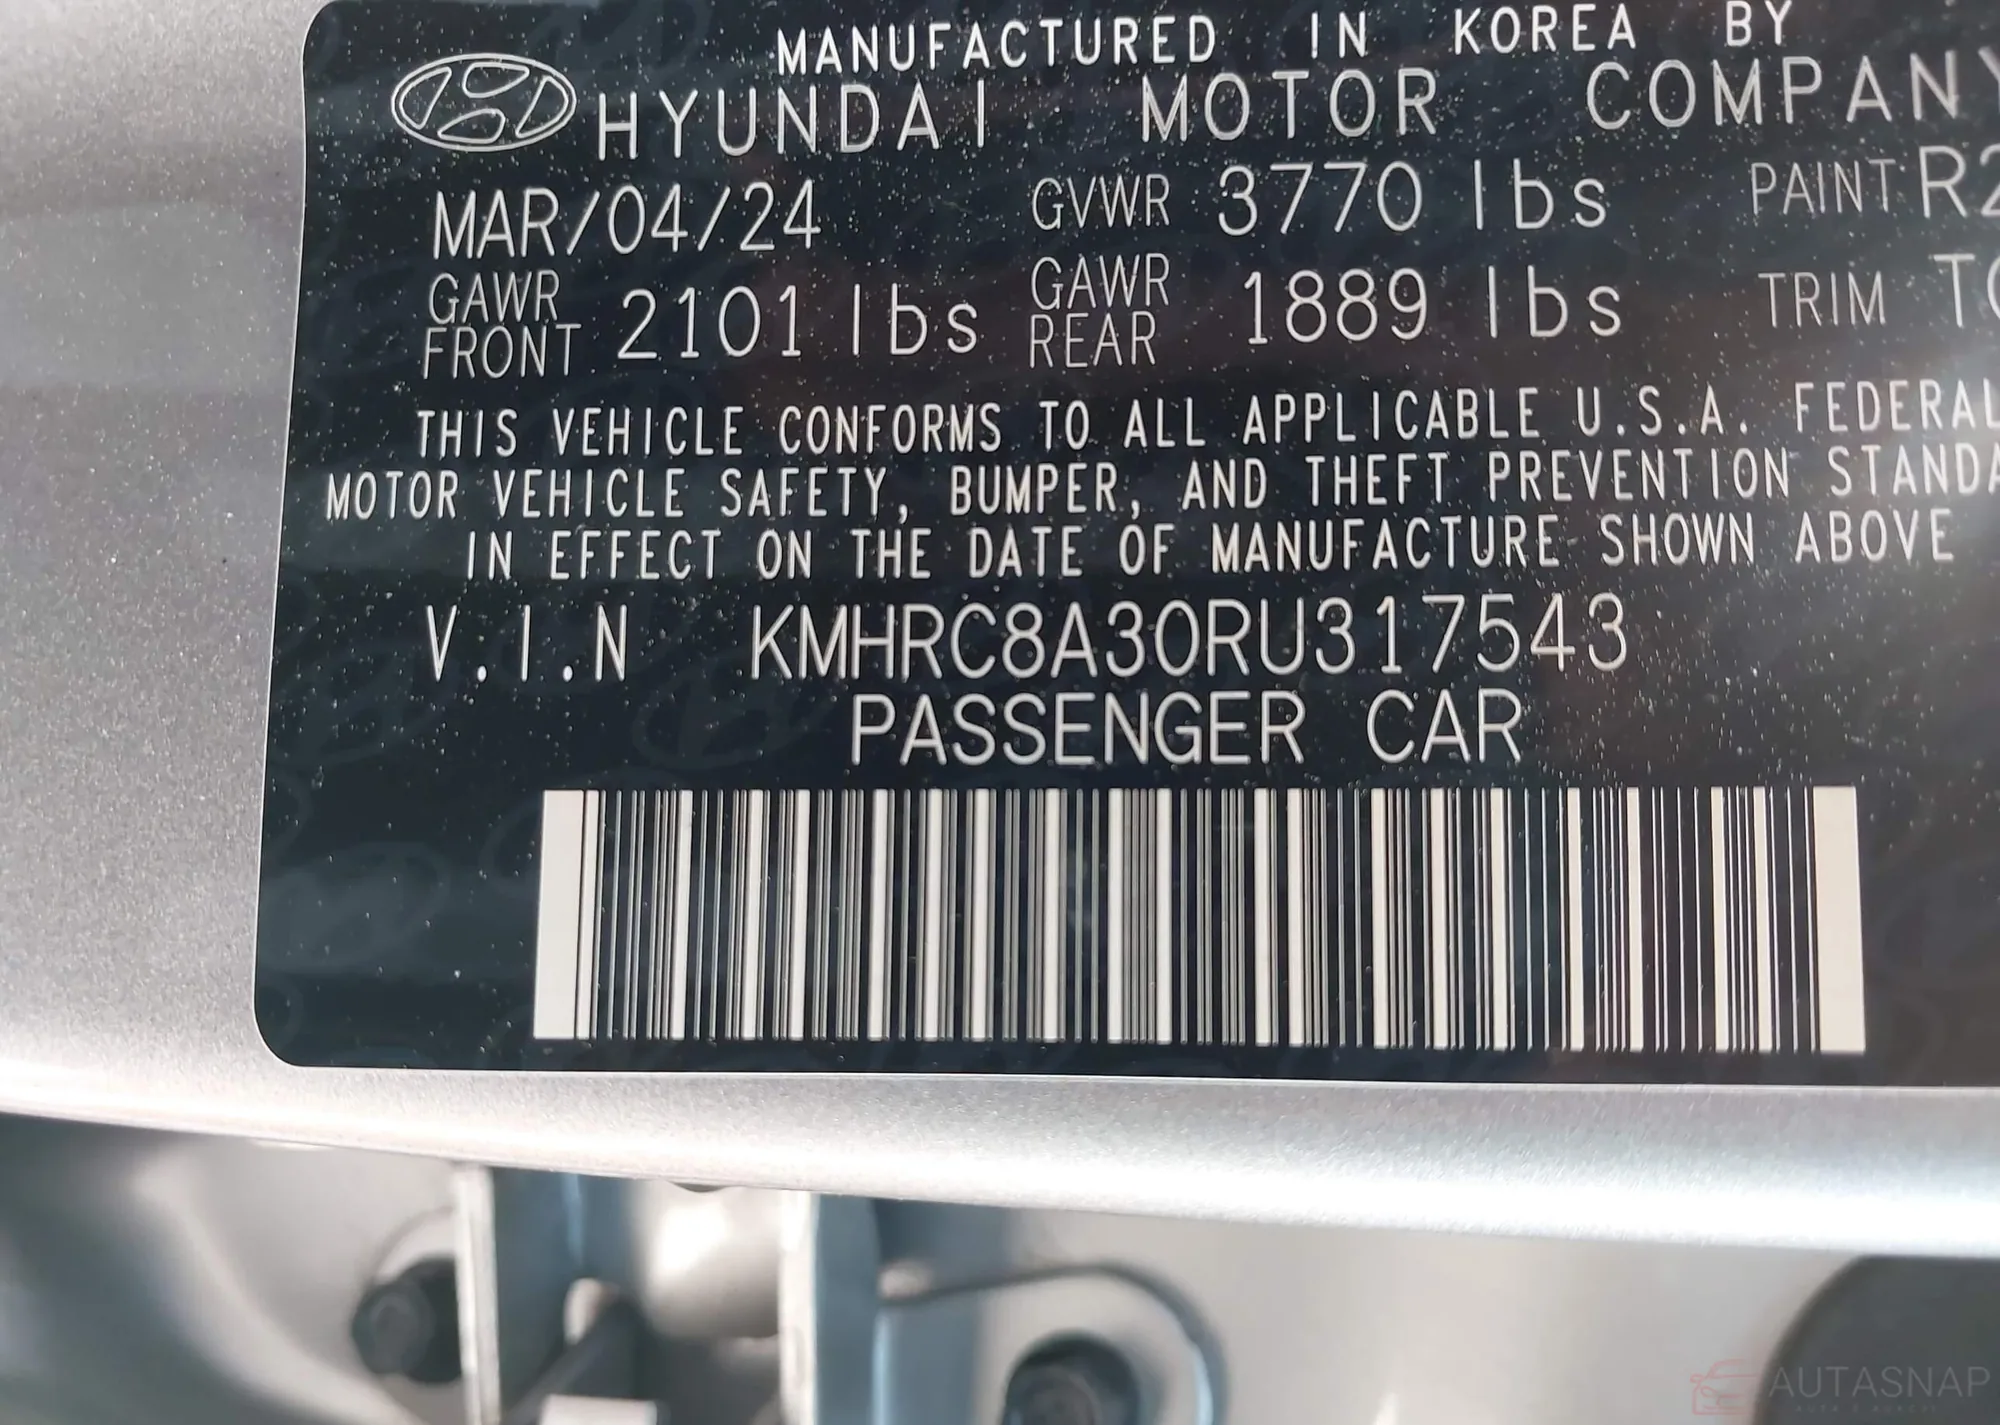 MANUFACTURED IN KOREA BY
HYUNDAI MOTOR COMPANY
MAR/04/24 GVWR 3770 lbs PAINT R2
GAWR FRONT 2101 lbs GAWR REAR 1889 lbs TRIM
THIS VEHICLE CONFORMS TO ALL APPLICABLE U.S.A. FEDERAL
MOTOR VEHICLE SAFETY, BUMPER, AND THEFT PREVENTION STANDA
IN EFFECT ON THE DATE OF MANUFACTURE SHOWN ABOVE
V.I.N KMHRC8A30RU317543
PASSENGER CAR
AUTASNAP